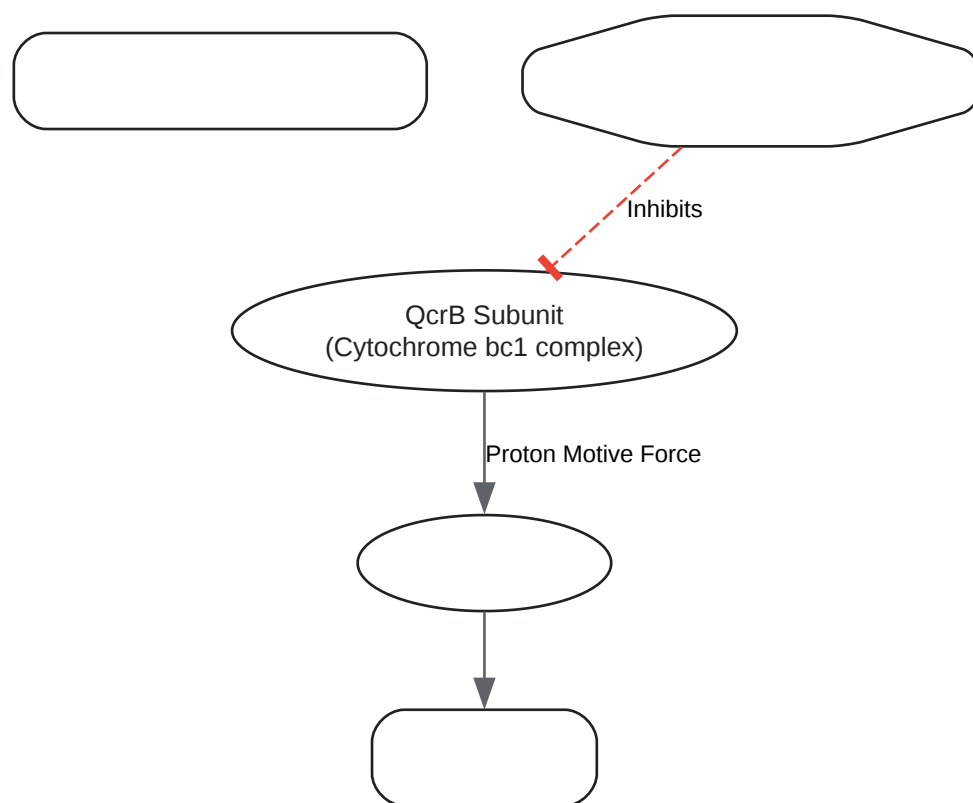 Inhibits
QcrB Subunit
(Cytochrome bc1 complex)
Proton Motive Force